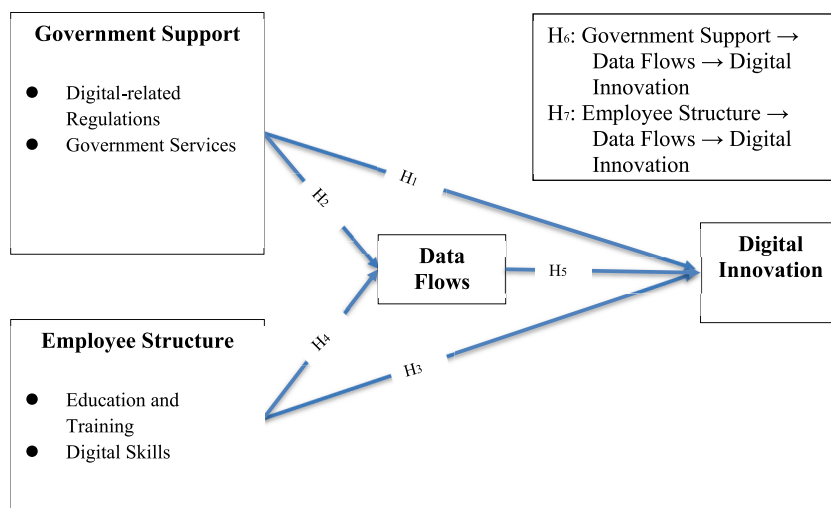 Government Support
● Digital-related
Regulations
● Government Services
H₆: Government Support →
Data Flows → Digital
Innovation
H₇: Employee Structure →
Data Flows → Digital
Innovation
H₁
H₂
Data
Flows
H₅
Digital
Innovation
Employee Structure
● Education and
Training
● Digital Skills
H₄
H₃